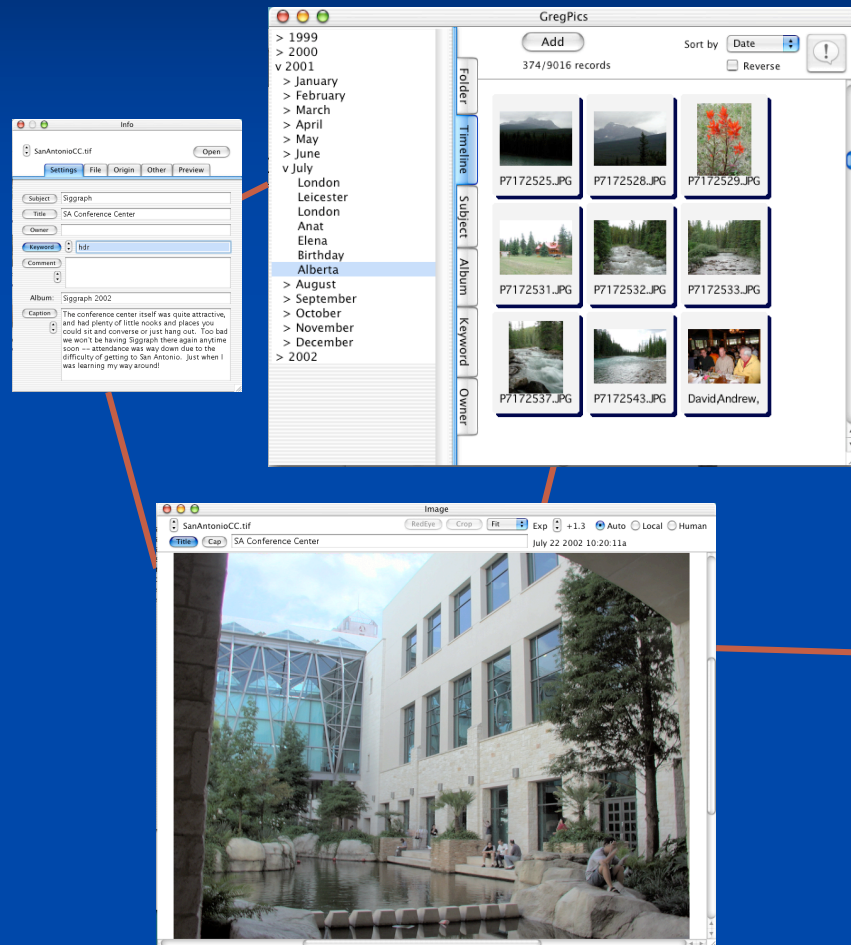 GregPics
> 1999
> 2000
v 2001
> January
> February
> March
> April
> May
> June
v July
London
Leicester
London
Anat
Elena
Birthday
Alberta
> August
> September
> October
> November
> December
> 2002
Folder
Timeline
Subject
Album
Keyword
Owner
Add
374/9016 records
Sort by Date
Reverse
!
P7172525.JPG P7172528.JPG P7172529.JPG
P7172531.JPG P7172532.JPG P7172533.JPG
P7172537.JPG P7172543.JPG David,Andrew,
Info
SanAntonioCC.tif Open
Settings File Origin Other Preview
Subject Siggraph
Title SA Conference Center
Owner
Keyword hdr
Comment
Album: Siggraph 2002
Caption The conference center itself was quite attractive,
and had plenty of little nooks and places you
could sit and converse or just hang out. Too bad
we won't be having Siggraph there again anytime
soon -- attendance was way down due to the
difficulty of getting to San Antonio. Just when I
was learning my way around!
Image
SanAntonioCC.tif RedEye Crop Fit Exp +1.3 Auto Local Human
Title Cap SA Conference Center July 22 2002 10:20:11a